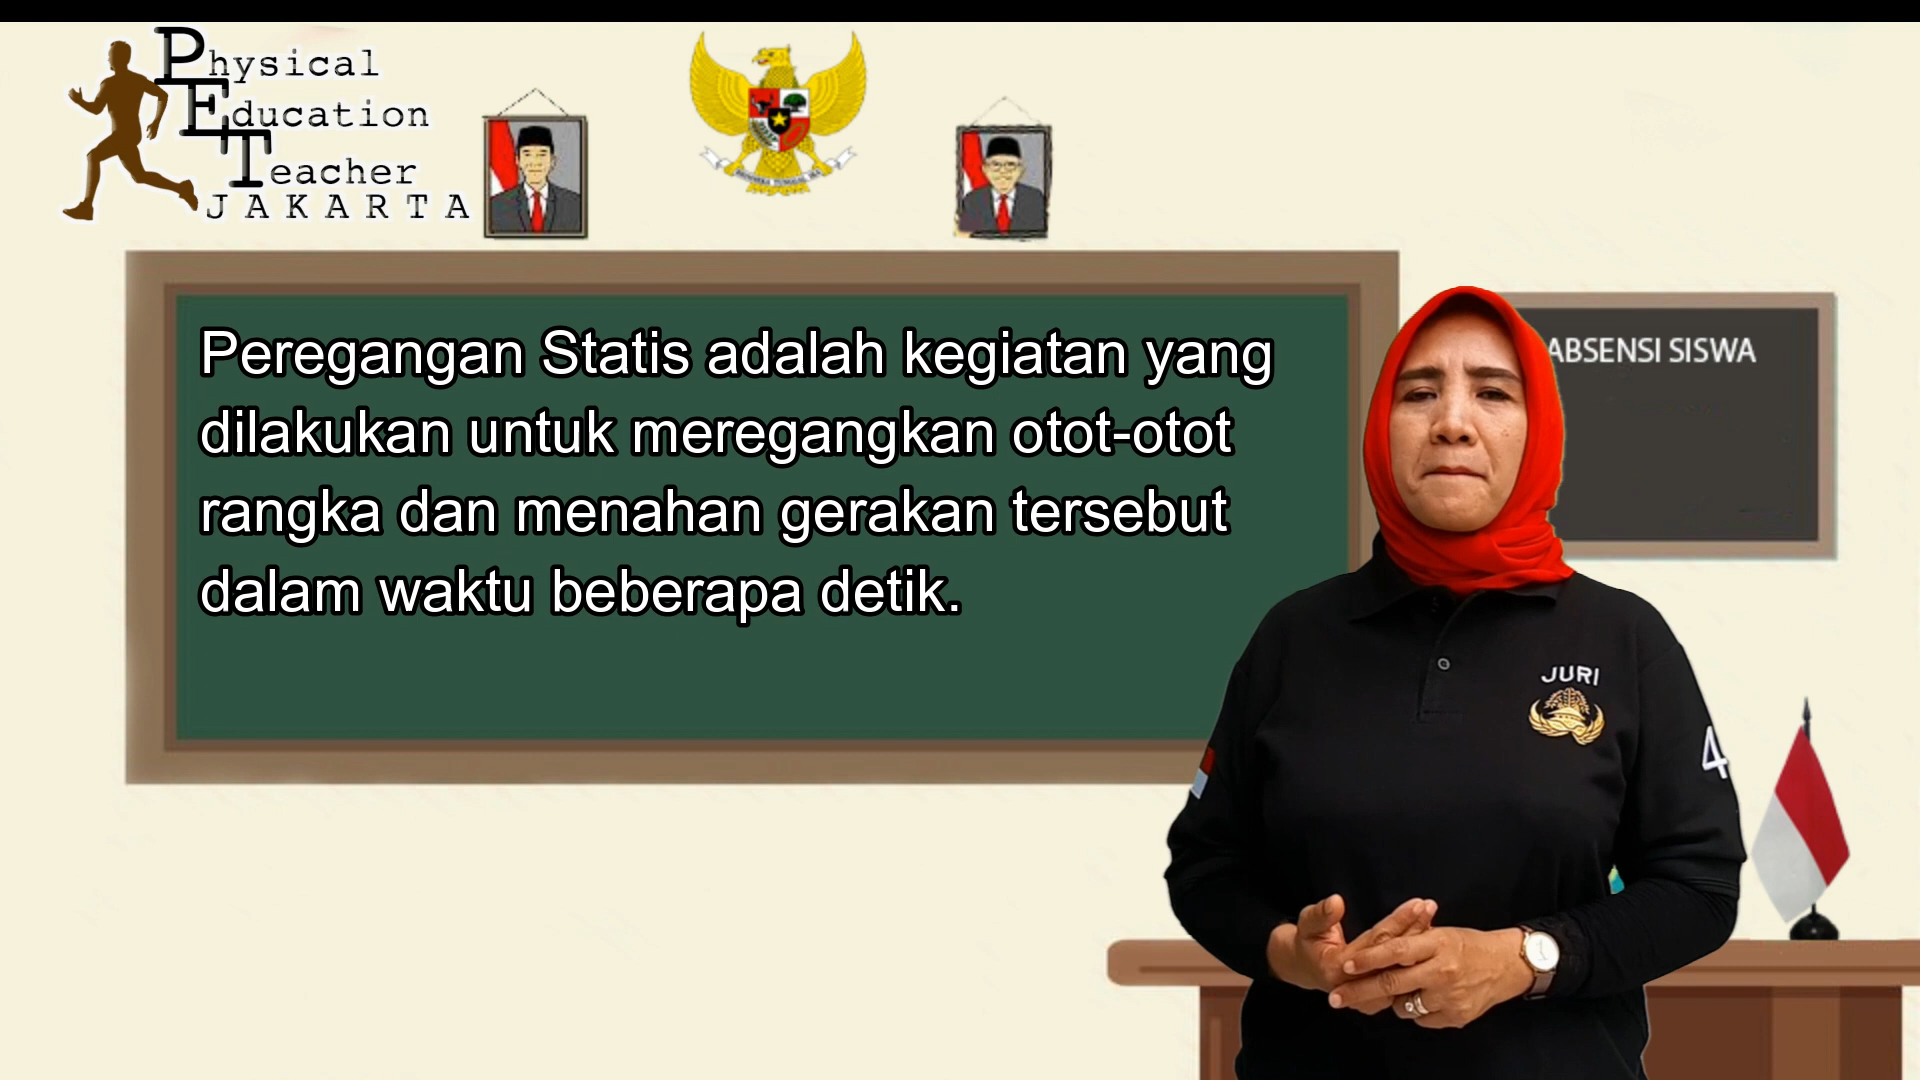 Physical
Education
Teacher
JAKARTA
Peregangan Statis adalah kegiatan yang
dilakukan untuk meregangkan otot-otot
rangka dan menahan gerakan tersebut
dalam waktu beberapa detik.
ABSENSI SISWA
JURI
4